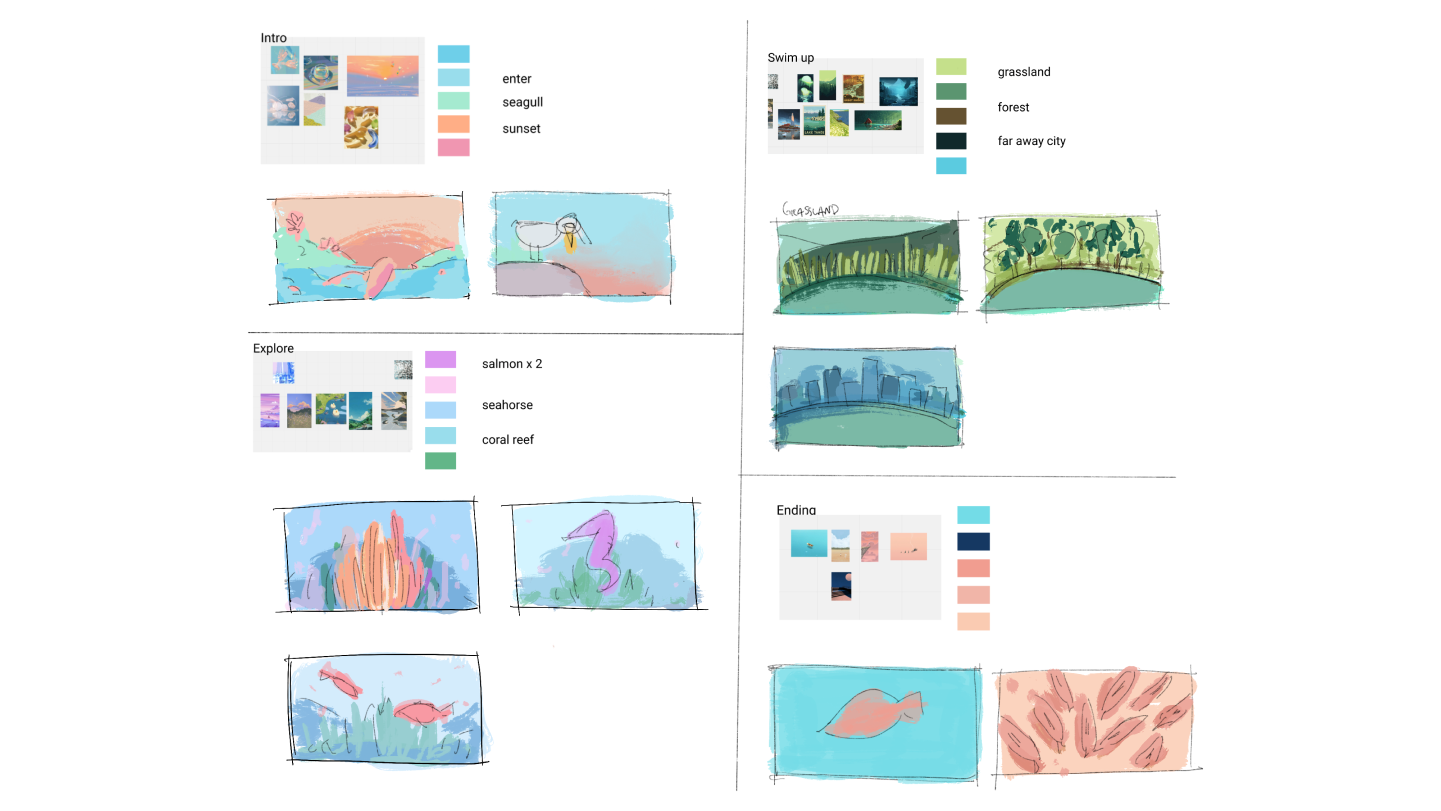 Intro
enter
seagull
sunset
Explore
salmon x 2
seahorse
coral reef
Swim up
grassland
forest
far away city
GRASSLAND
Ending